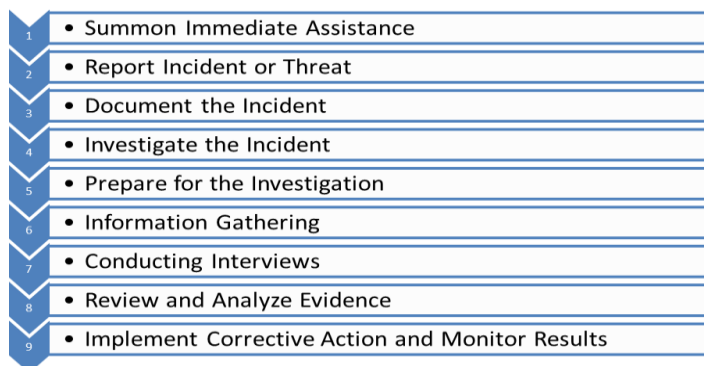 1 • Summon Immediate Assistance
2 • Report Incident or Threat
3 • Document the Incident
4 • Investigate the Incident
5 • Prepare for the Investigation
6 • Information Gathering
7 • Conducting Interviews
8 • Review and Analyze Evidence
9 • Implement Corrective Action and Monitor Results